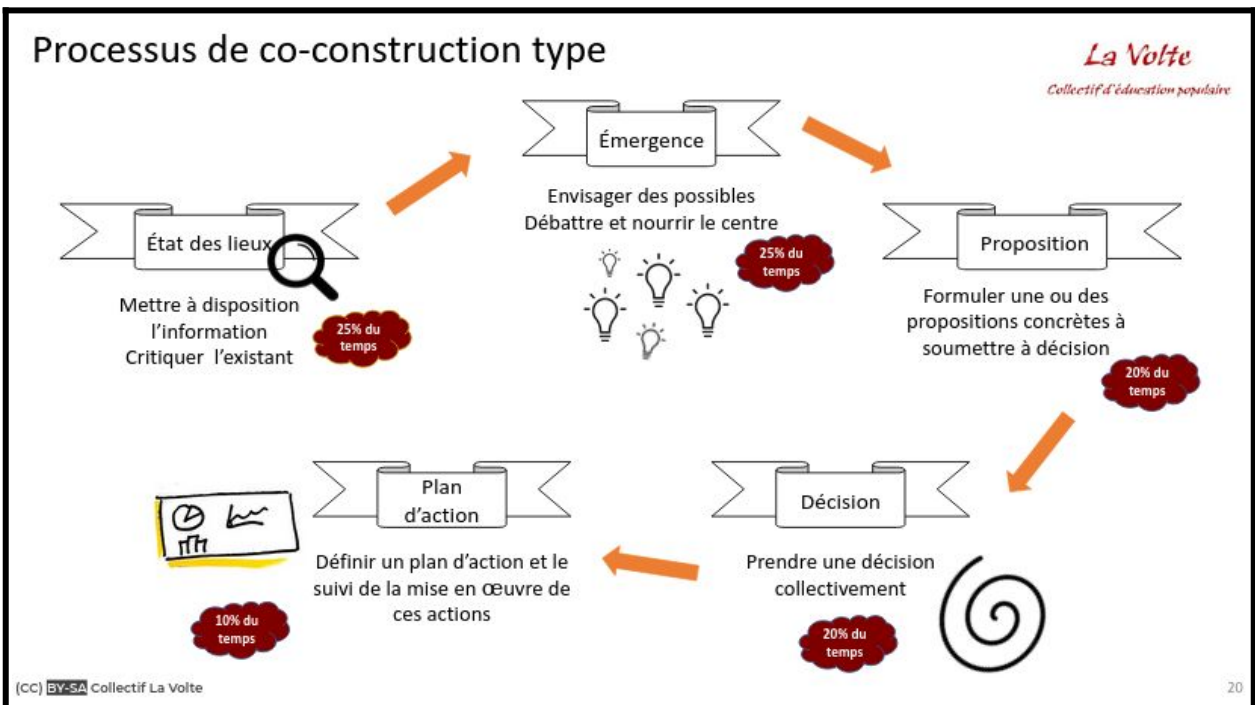 Processus de co-construction type
La Volte
Collectif d'éducation populaire
État des lieux
Mettre à disposition
l'information
Critiquer l'existant
25% du
temps
Émergence
Envisager des possibles
Débattre et nourrir le centre
25% du
temps
Proposition
Formuler une ou des
propositions concrètes à
soumettre à décision
20% du
temps
Décision
Prendre une décision
collectivement
20% du
temps
Plan
d'action
Définir un plan d'action et le
suivi de la mise en œuvre de
ces actions
10% du
temps
(CC) BY-SA Collectif La Volte
20